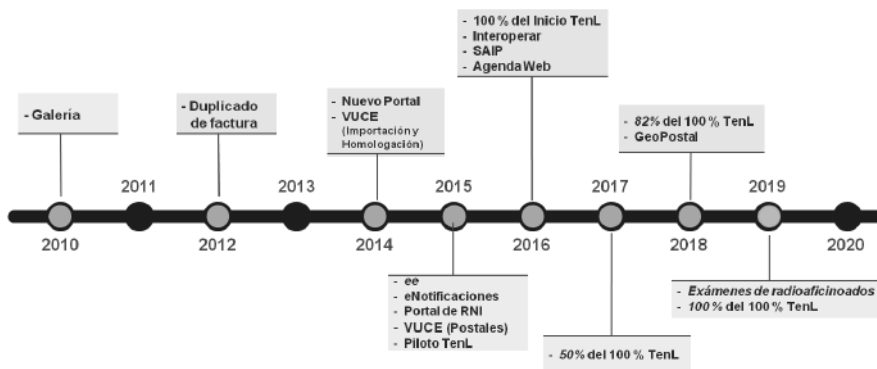 - 100% del Inicio TenL
- Interoperar
- SAIP
- Agenda Web
- Galería
- Duplicado
de factura
- Nuevo Portal
- VUCE
(Importación y
Homologación)
- 82% del 100% TenL
- GeoPostal
2011
2013
2015
2017
2019
2010
2012
2014
2016
2018
2020
- ee
- eNotificaciones
- Portal de RNI
- VUCE (Postales)
- Piloto TenL
- 50% del 100% TenL
- Exámenes de radioaficinoados
- 100% del 100% TenL